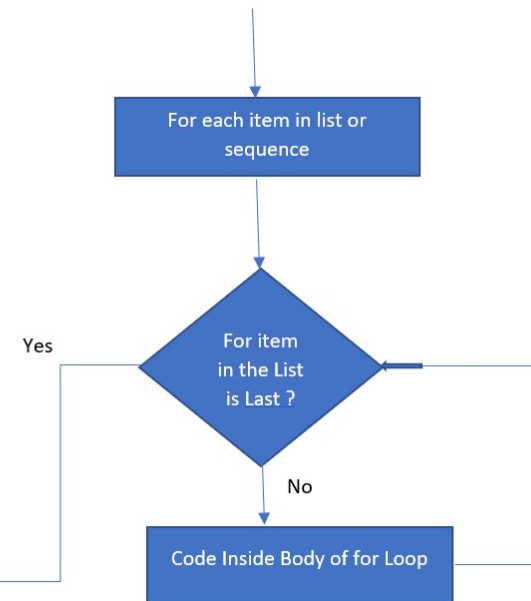 For each item in list or
sequence
For item
in the List
is Last ?
Yes
No
Code Inside Body of for Loop